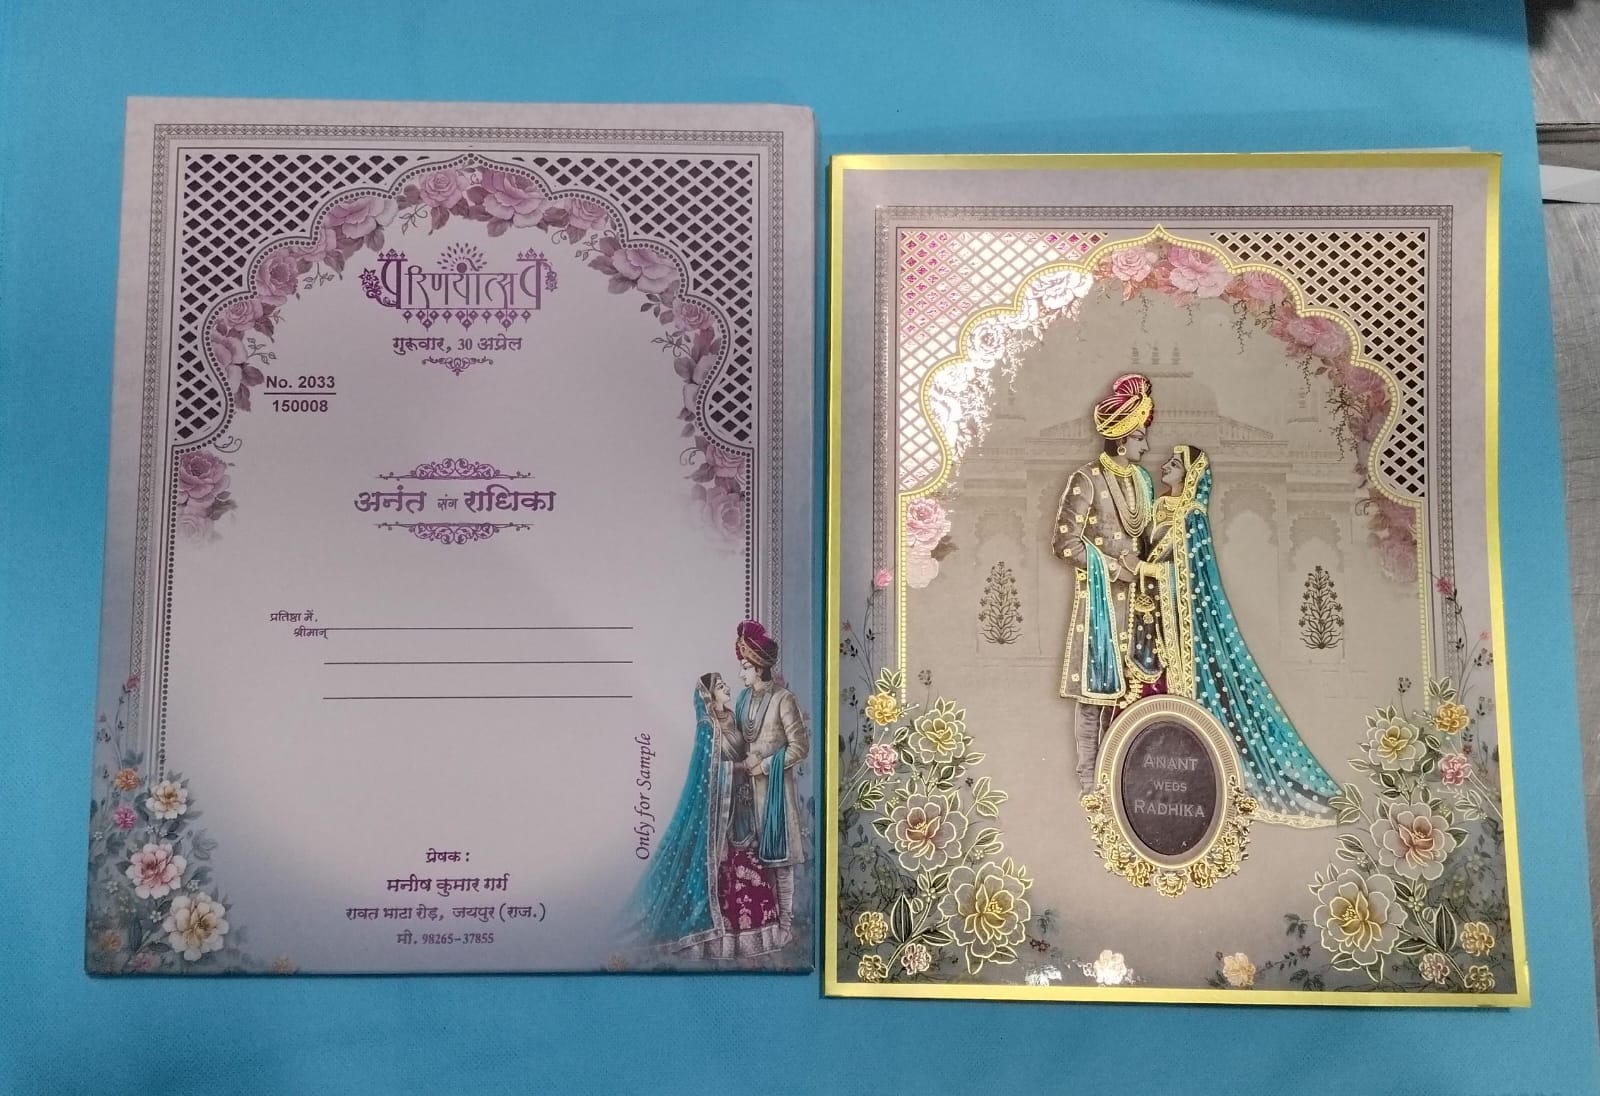 परिणयोत्सव
गुरूवार, 30 अप्रेल
No. 2033
150008
अनंत संग राधिका
प्रतिष्ठा में,
श्रीमान्
Only for Sample
प्रेषक :
मनीष कुमार गर्ग
रावत भाटा रोड़, जयपुर (राज.)
मो. 98265-37855
ANANT
WEDS
RADHIKA